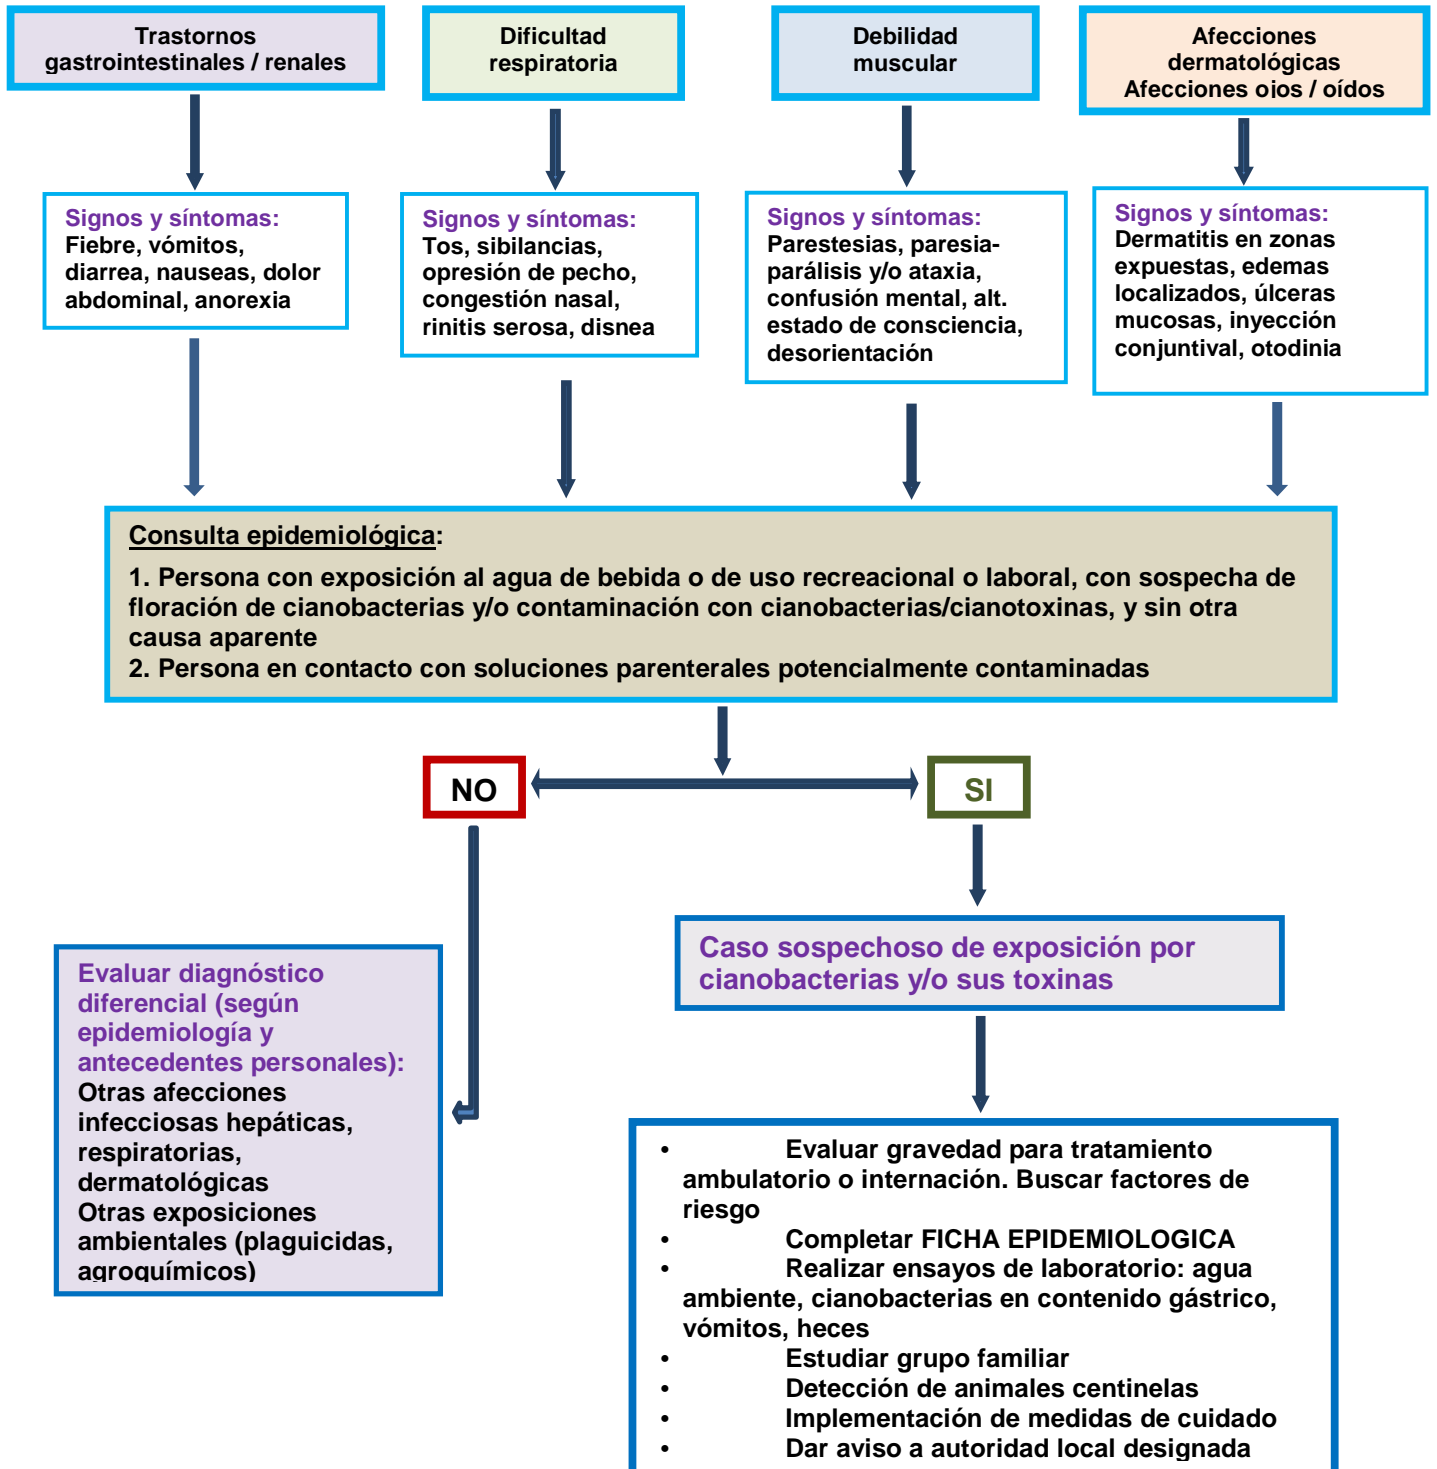 Trastornos
gastrointestinales / renales
Dificultad
respiratoria
Debilidad
muscular
Afecciones
dermatológicas
Afecciones ojos / oídos
Signos y síntomas:
Fiebre, vómitos,
diarrea, nauseas, dolor
abdominal, anorexia
Signos y síntomas:
Tos, sibilancias,
opresión de pecho,
congestión nasal,
rinitis serosa, disnea
Signos y síntomas:
Parestesias, paresia-
parálisis y/o ataxia,
confusión mental, alt.
estado de consciencia,
desorientación
Signos y síntomas:
Dermatitis en zonas
expuestas, edemas
localizados, úlceras
mucosas, inyección
conjuntival, otodinia
Consulta epidemiológica:
1. Persona con exposición al agua de bebida o de uso recreacional o laboral, con sospecha de
floración de cianobacterias y/o contaminación con cianobacterias/cianotoxinas, y sin otra
causa aparente
2. Persona en contacto con soluciones parenterales potencialmente contaminadas
NO
SI
Evaluar diagnóstico
diferencial (según
epidemiología y
antecedentes personales):
Otras afecciones
infecciosas hepáticas,
respiratorias,
dermatológicas
Otras exposiciones
ambientales (plaguicidas,
agroquímicos)
Caso sospechoso de exposición por
cianobacterias y/o sus toxinas
• Evaluar gravedad para tratamiento
ambulatorio o internación. Buscar factores de
riesgo
• Completar FICHA EPIDEMIOLOGICA
• Realizar ensayos de laboratorio: agua
ambiente, cianobacterias en contenido gástrico,
vómitos, heces
• Estudiar grupo familiar
• Detección de animales centinelas
• Implementación de medidas de cuidado
• Dar aviso a autoridad local designada